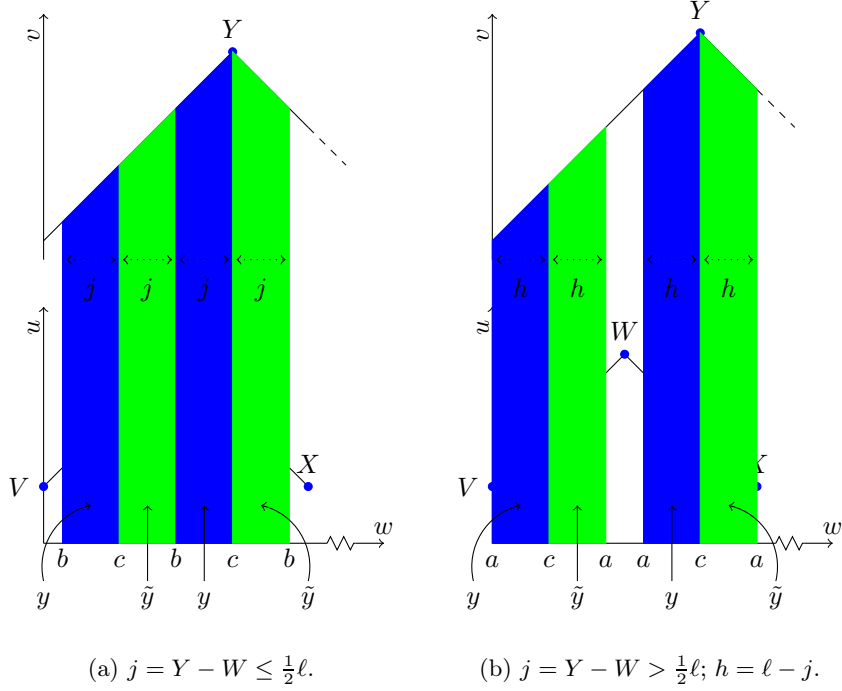 Y Y
v v
j j j j h h h h
u u
W
V X V X
w w
b c b c b a c a a c a
y ỹ y ỹ y ỹ y ỹ
(a) j = Y − W ≤ ½ℓ. (b) j = Y − W > ½ℓ; h = ℓ − j.